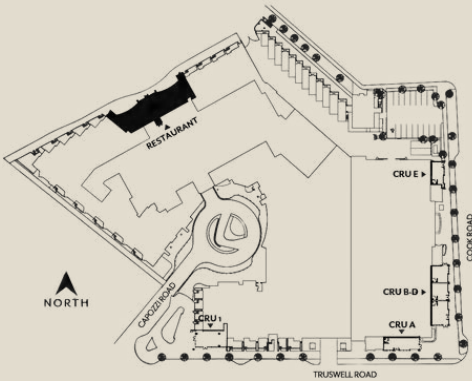 RESTAURANT
CRU E
COOK ROAD
NORTH
CAPOZZI ROAD
CRU B-D
CRU 1
CRU A
TRUSWELL ROAD